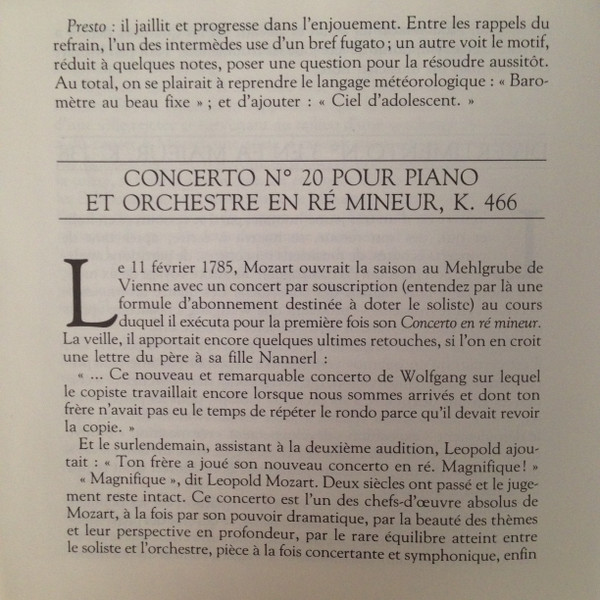 Presto : il jaillit et progresse dans l'enjouement. Entre les rappels du
refrain, l'un des intermèdes use d'un bref fugato ; un autre voit le motif,
réduit à quelques notes, poser une question pour la résoudre aussitôt.
Au total, on se plairait à reprendre le langage météorologique : « Baro-
mètre au beau fixe » ; et d'ajouter : « Ciel d'adolescent. »
CONCERTO N° 20 POUR PIANO
ET ORCHESTRE EN RÉ MINEUR, K. 466
Le 11 février 1785, Mozart ouvrait la saison au Mehlgrube de
Vienne avec un concert par souscription (entendez par là une
formule d'abonnement destinée à doter le soliste) au cours
duquel il exécuta pour la première fois son Concerto en ré mineur.
La veille, il apportait encore quelques ultimes retouches, si l'on en croit
une lettre du père à sa fille Nannerl :
« ... Ce nouveau et remarquable concerto de Wolfgang sur lequel
le copiste travaillait encore lorsque nous sommes arrivés et dont ton
frère n'avait pas eu le temps de répéter le rondo parce qu'il devait revoir
la copie. »
Et le surlendemain, assistant à la deuxième audition, Leopold ajou-
tait : « Ton frère a joué son nouveau concerto en ré. Magnifique ! »
« Magnifique », dit Leopold Mozart. Deux siècles ont passé et le juge-
ment reste intact. Ce concerto est l'un des chefs-d'œuvre absolus de
Mozart, à la fois par son pouvoir dramatique, par la beauté des thèmes
et leur perspective en profondeur, par le rare équilibre atteint entre
le soliste et l'orchestre, pièce à la fois concertante et symphonique, enfin